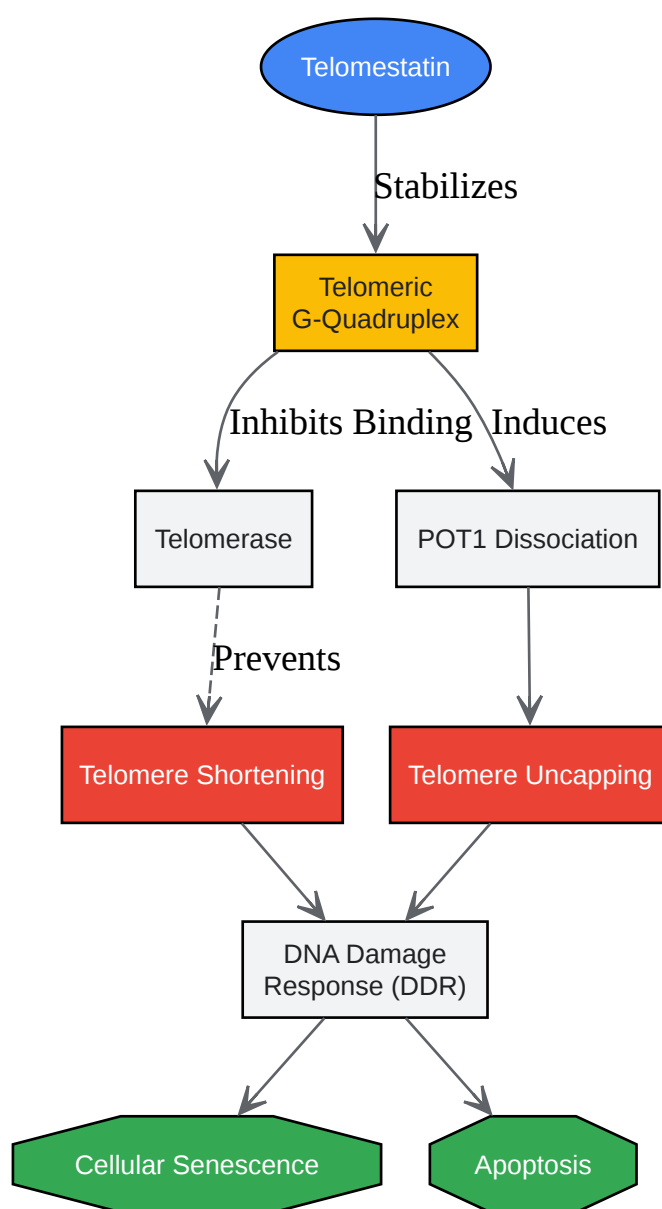 Telomestatin
Stabilizes
Telomeric
G-Quadruplex
Inhibits Binding
Induces
Telomerase
POT1 Dissociation
Prevents
Telomere Shortening
Telomere Uncapping
DNA Damage
Response (DDR)
Cellular Senescence
Apoptosis